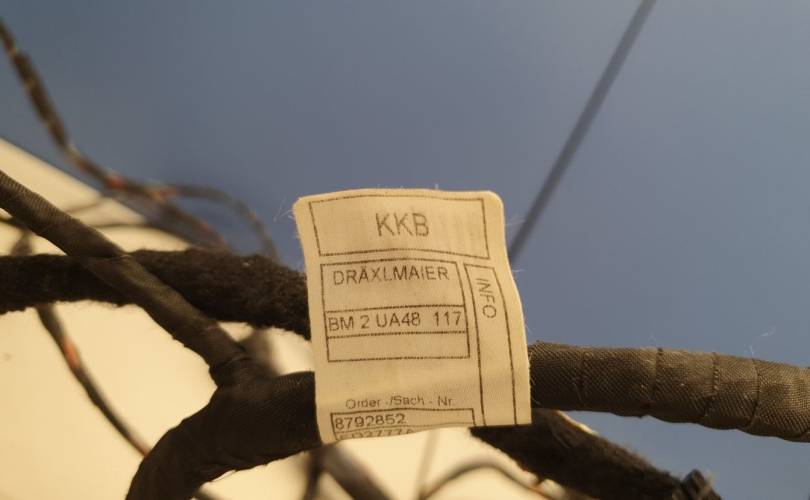 KKB
DRÄXLMAIER
INFO
BM 2 UA48 117
Order-/Sach-Nr.
8792852